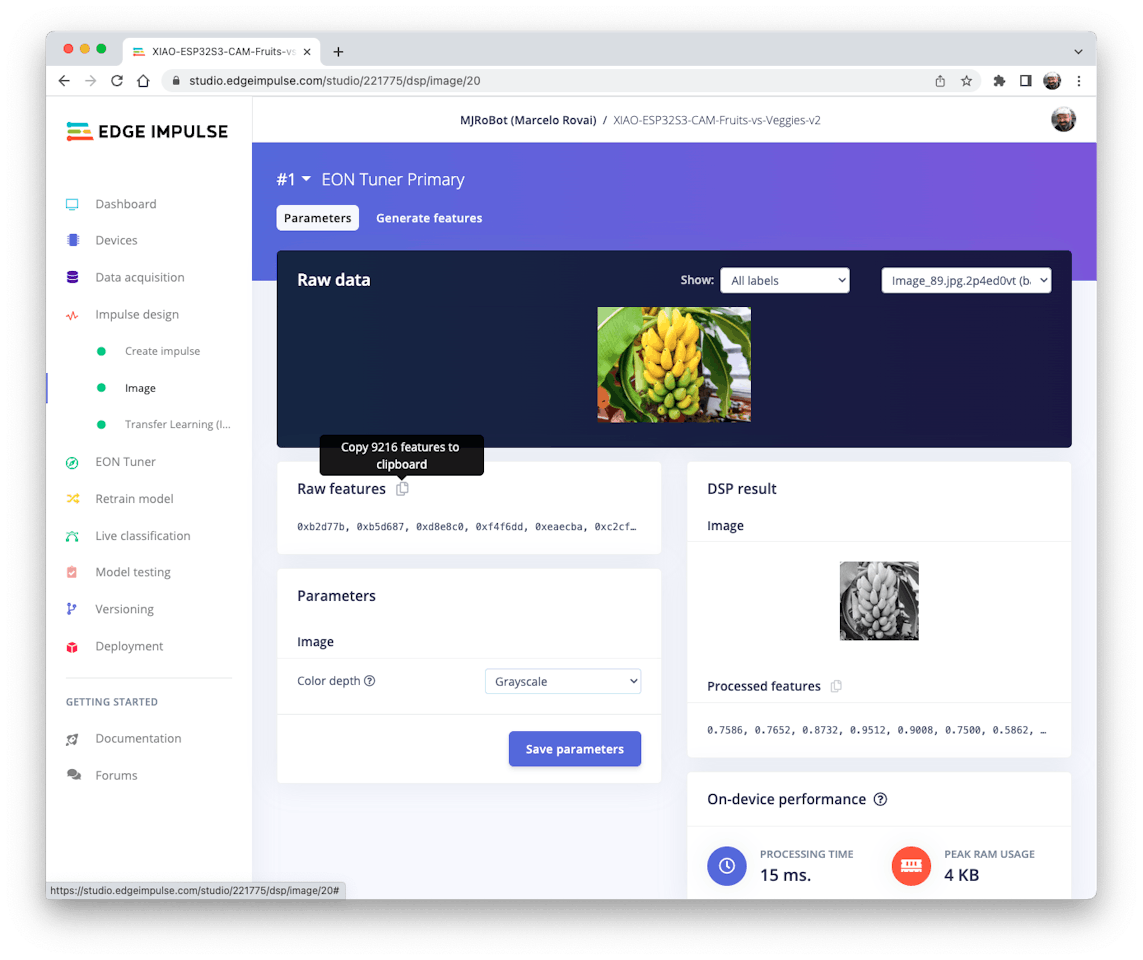 XIAO-ESP32S3-CAM-Fruits-vs
studio.edgeimpulse.com/studio/221775/dsp/image/20
EDGE IMPULSE
MJRoBot (Marcelo Rovai) / XIAO-ESP32S3-CAM-Fruits-vs-Veggies-v2
#1 EON Tuner Primary
Parameters Generate features
Dashboard
Devices
Data acquisition
Impulse design
Create impulse
Image
Transfer Learning (I...
EON Tuner
Retrain model
Live classification
Model testing
Versioning
Deployment
GETTING STARTED
Documentation
Forums
Raw data
Show: All labels Image_89.jpg.2p4ed0vt (b
Copy 9216 features to
clipboard
Raw features
0xb2d77b, 0xb5d687, 0xd8e8c0, 0xf4f6dd, 0xeaecba, 0xc2cf…
Parameters
Image
Color depth Grayscale
Save parameters
DSP result
Image
Processed features
0.7586, 0.7652, 0.8732, 0.9512, 0.9008, 0.7500, 0.5862, …
On-device performance
PROCESSING TIME
15 ms.
PEAK RAM USAGE
4 KB
https://studio.edgeimpulse.com/studio/221775/dsp/image/20#